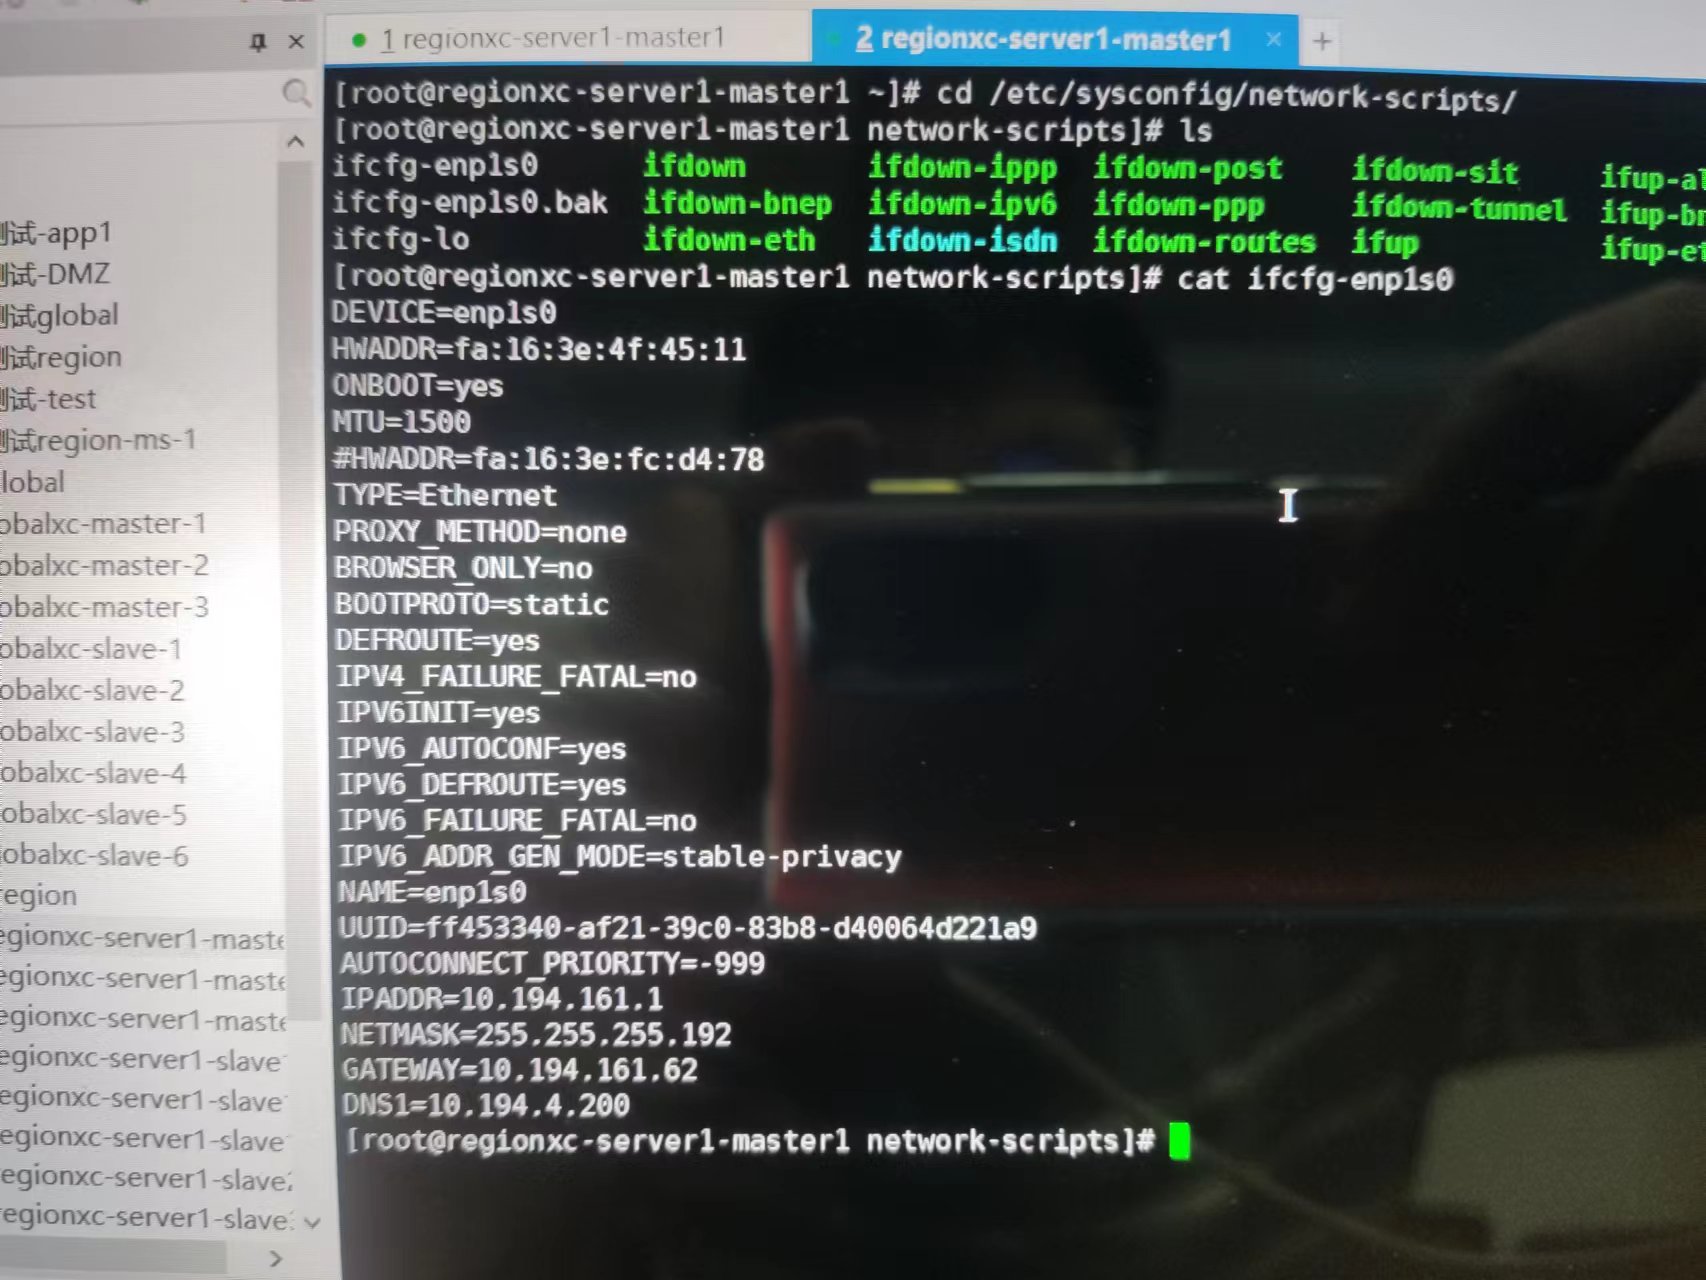 1 regionxc-server1-master1
2 regionxc-server1-master1
[root@regionxc-server1-master1 ~]# cd /etc/sysconfig/network-scripts/
[root@regionxc-server1-master1 network-scripts]# ls
ifcfg-enp1s0 ifdown ifdown-ippp ifdown-post ifdown-sit ifup-al
ifcfg-enp1s0.bak ifdown-bnep ifdown-ipv6 ifdown-ppp ifdown-tunnel ifup-bn
ifcfg-lo ifdown-eth ifdown-isdn ifdown-routes ifup ifup-et
[root@regionxc-server1-master1 network-scripts]# cat ifcfg-enp1s0
DEVICE=enp1s0
HWADDR=fa:16:3e:4f:45:11
ONBOOT=yes
MTU=1500
#HWADDR=fa:16:3e:fc:d4:78
TYPE=Ethernet
PROXY_METHOD=none
BROWSER_ONLY=no
BOOTPROTO=static
DEFROUTE=yes
IPV4_FAILURE_FATAL=no
IPV6INIT=yes
IPV6_AUTOCONF=yes
IPV6_DEFROUTE=yes
IPV6_FAILURE_FATAL=no
IPV6_ADDR_GEN_MODE=stable-privacy
NAME=enp1s0
UUID=ff453340-af21-39c0-83b8-d40064d221a9
AUTOCONNECT_PRIORITY=-999
IPADDR=10.194.161.1
NETMASK=255.255.255.192
GATEWAY=10.194.161.62
DNS1=10.194.4.200
[root@regionxc-server1-master1 network-scripts]#
测试-app1
测试-DMZ
测试global
测试region
测试-test
测试region-ms-1
lobal
obalxc-master-1
obalxc-master-2
obalxc-master-3
obalxc-slave-1
obalxc-slave-2
obalxc-slave-3
obalxc-slave-4
obalxc-slave-5
obalxc-slave-6
region
egionxc-server1-maste
egionxc-server1-maste
egionxc-server1-maste
egionxc-server1-slave
egionxc-server1-slave
egionxc-server1-slave
egionxc-server1-slave
egionxc-server1-slave